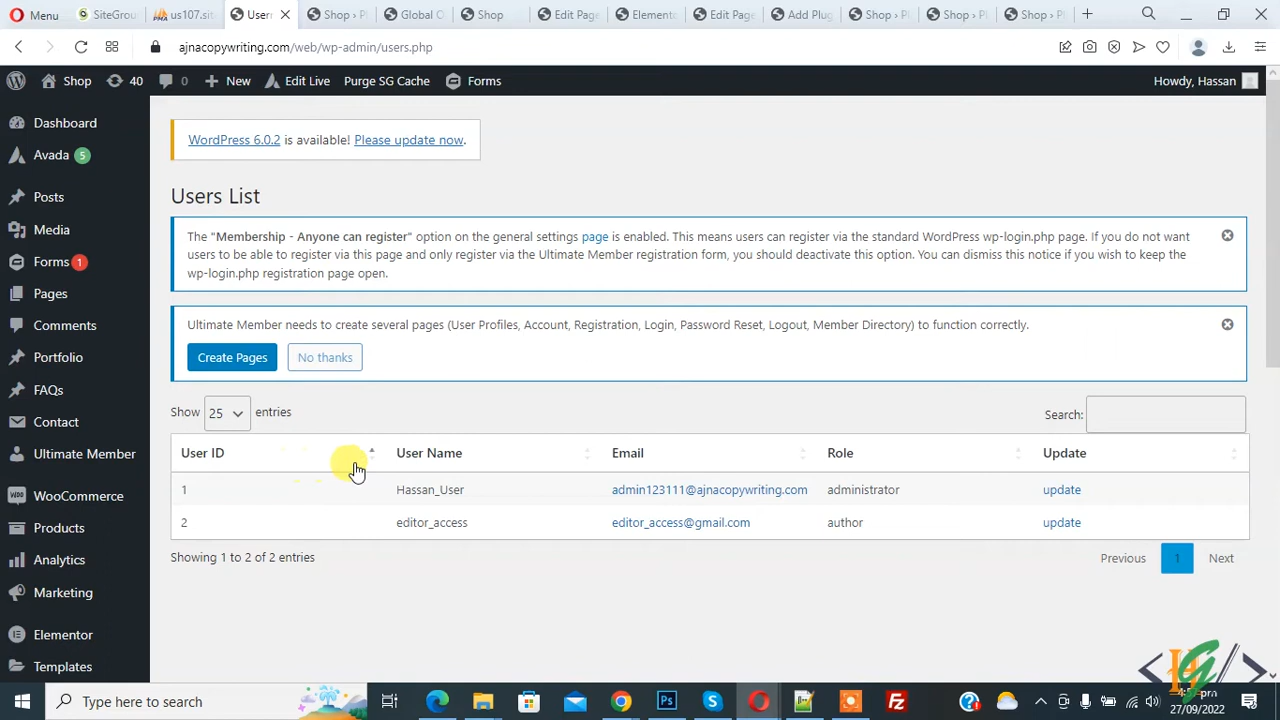 Menu
SiteGrou
us107.sit
Users
Shop › Pl
Global O
Shop
Edit Page
Elemento
Edit Page
Add Plug
Shop › Pl
Shop › Pl
Shop › Pl
ajnacopywriting.com/web/wp-admin/users.php
Shop
40
0
New
Edit Live
Purge SG Cache
Forms
Howdy, Hassan
Dashboard
Avada 5
Posts
Media
Forms 1
Pages
Comments
Portfolio
FAQs
Contact
Ultimate Member
WooCommerce
Products
Analytics
Marketing
Elementor
Templates
WordPress 6.0.2 is available! Please update now.
Users List
The "Membership - Anyone can register" option on the general settings page is enabled. This means users can register via the standard WordPress wp-login.php page. If you do not want
users to be able to register via this page and only register via the Ultimate Member registration form, you should deactivate this option. You can dismiss this notice if you wish to keep the
wp-login.php registration page open.
Ultimate Member needs to create several pages (User Profiles, Account, Registration, Login, Password Reset, Logout, Member Directory) to function correctly.
Create Pages No thanks
Show 25 entries
Search:
User ID User Name Email Role Update
1 Hassan_User admin123111@ajnacopywriting.com administrator update
2 editor_access editor_access@gmail.com author update
Showing 1 to 2 of 2 entries
Previous 1 Next
Type here to search
27/09/2022